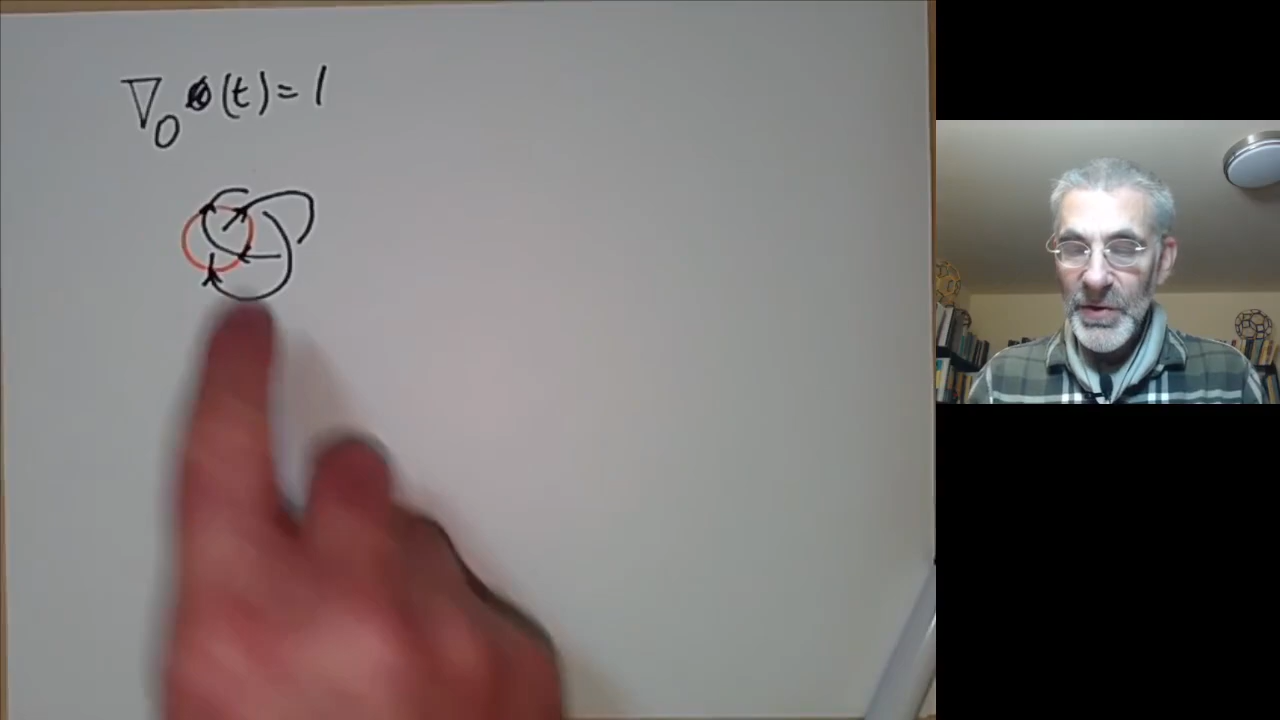 ∇₀(t) = 1